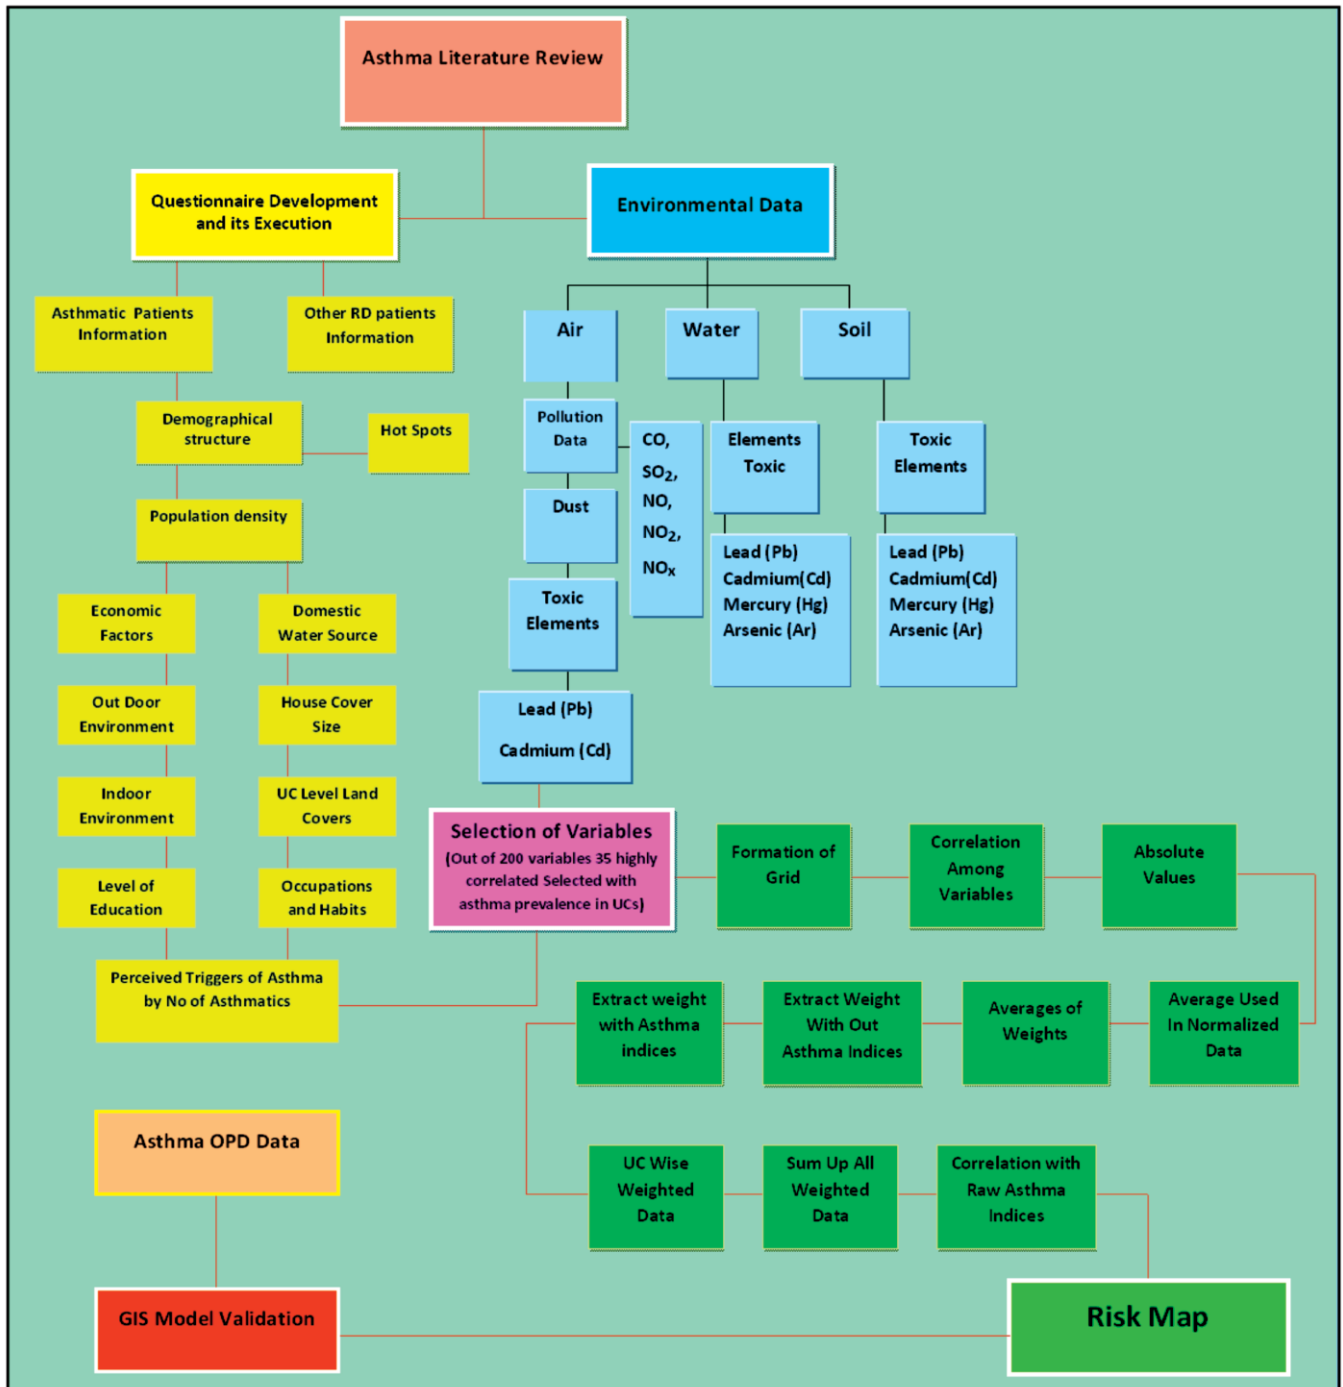 Asthma Literature Review
Questionnaire Development
and its Execution
Environmental Data
Asthmatic Patients
Information
Other RD patients
Information
Air
Water
Soil
Demographical
structure
Hot Spots
Pollution
Data
CO,
SO₂,
NO,
NO₂,
NOₓ
Elements
Toxic
Toxic
Elements
Population density
Dust
Lead (Pb)
Cadmium(Cd)
Mercury (Hg)
Arsenic (Ar)
Lead (Pb)
Cadmium(Cd)
Mercury (Hg)
Arsenic (Ar)
Economic
Factors
Domestic
Water Source
Toxic
Elements
Out Door
Environment
House Cover
Size
Lead (Pb)
Cadmium (Cd)
Indoor
Environment
UC Level Land
Covers
Level of
Education
Occupations
and Habits
Perceived Triggers of Asthma
by No of Asthmatics
Selection of Variables
(Out of 200 variables 35 highly
correlated Selected with
asthma prevalence in UCs)
Formation of
Grid
Correlation
Among
Variables
Absolute
Values
Extract weight
with Asthma
indices
Extract Weight
With Out
Asthma Indices
Averages of
Weights
Average Used
In Normalized
Data
UC Wise
Weighted
Data
Sum Up All
Weighted
Data
Correlation with
Raw Asthma
Indices
Asthma OPD Data
GIS Model Validation
Risk Map